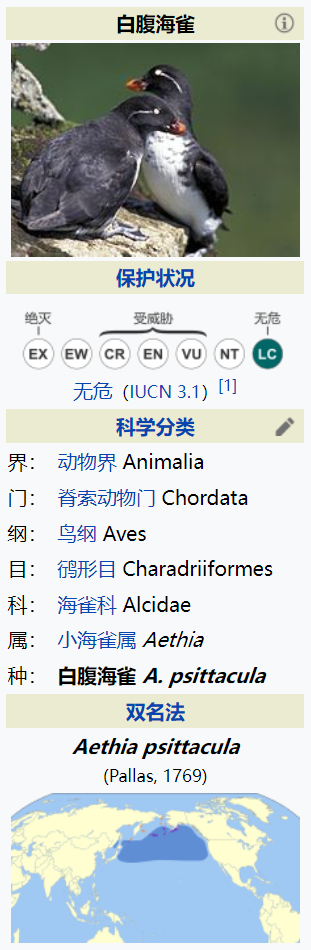 白腹海雀
保护状况
绝灭 受威胁 无危
EX EW CR EN VU NT LC
无危（IUCN 3.1）[1]
科学分类
界： 动物界 Animalia
门： 脊索动物门 Chordata
纲： 鸟纲 Aves
目： 鸻形目 Charadriiformes
科： 海雀科 Alcidae
属： 小海雀属 Aethia
种： 白腹海雀 A. psittacula
双名法
Aethia psittacula
(Pallas, 1769)